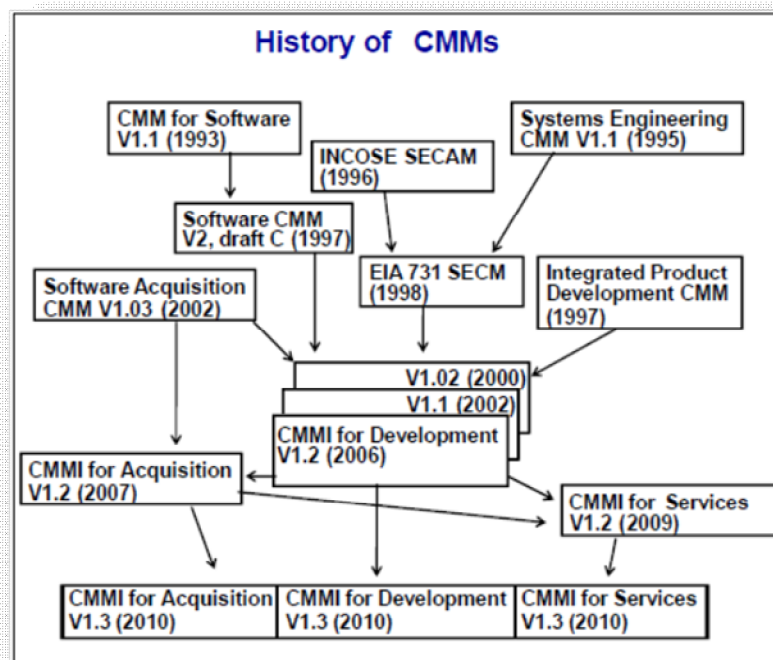 History of CMMs
CMM for Software
V1.1 (1993)
Systems Engineering
CMM V1.1 (1995)
INCOSE SECAM
(1996)
Software CMM
V2, draft C (1997)
EIA 731 SECM
(1998)
Integrated Product
Development CMM
(1997)
Software Acquisition
CMM V1.03 (2002)
V1.02 (2000)
V1.1 (2002)
CMMI for Development
V1.2 (2006)
CMMI for Acquisition
V1.2 (2007)
CMMI for Services
V1.2 (2009)
CMMI for Acquisition
V1.3 (2010)
CMMI for Development
V1.3 (2010)
CMMI for Services
V1.3 (2010)